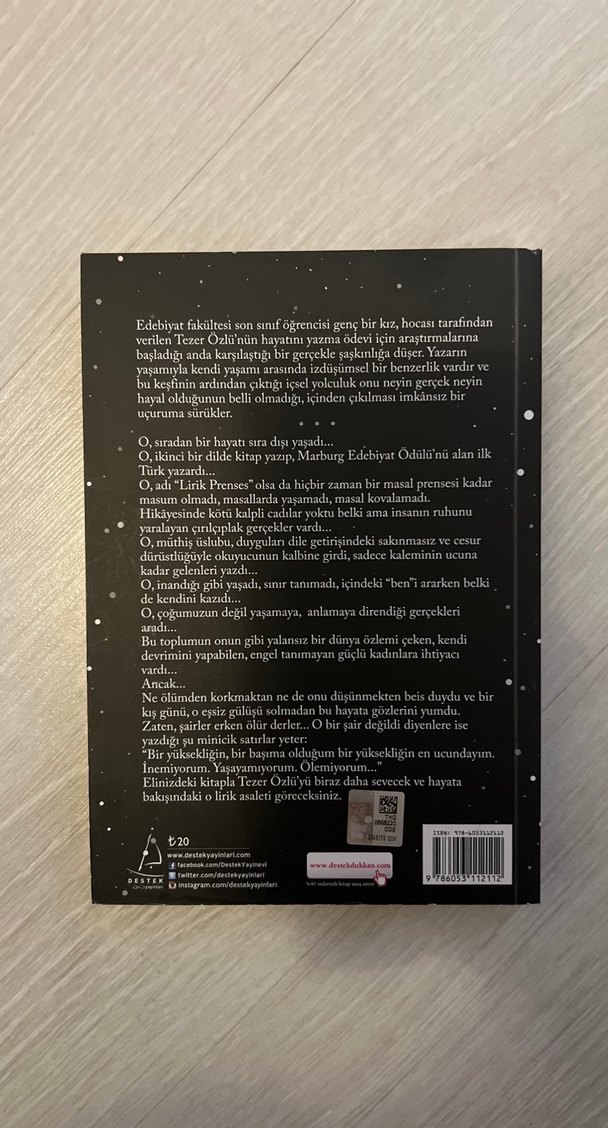 Edebiyat fakültesi son sınıf öğrencisi genç bir kız, hocası tarafından
verilen Tezer Özlü'nün hayatını yazma ödevi için araştırmalarına
başladığı anda karşılaştığı bir gerçekle şaşkınlığa düşer. Yazarın
yaşamıyla kendi yaşamı arasında izdüşümsel bir benzerlik vardır ve
bu keşfinin ardından çıktığı içsel yolculuk onu neyin gerçek neyin
hayal olduğunun belli olmadığı, içinden çıkılması imkânsız bir
uçuruma sürükler.
* * *
O, sıradan bir hayatı sıra dışı yaşadı...
O, ikinci bir dilde kitap yazıp, Marburg Edebiyat Ödülü'nü alan ilk
Türk yazardı...
O, adı “Lirik Prenses” olsa da hiçbir zaman bir masal prensesi kadar
masum olmadı, masallarda yaşamadı, masal kovalamadı.
Hikâyesinde kötü kalpli cadılar yoktu belki ama insanın ruhunu
yaralayan çırılçıplak gerçekler vardı...
O, müthiş üslubu, duyguları dile getirişindeki sakınmasız ve cesur
dürüstlüğüyle okuyucunun kalbine girdi, sadece kaleminin ucuna
kadar gelenleri yazdı...
O, inandığı gibi yaşadı, sınır tanımadı, içindeki “ben”i ararken belki
de kendini kazıdı...
O, çoğumuzun değil yaşamaya, anlamaya direndiği gerçekleri
aradı...
Bu toplumun onun gibi yalansız bir dünya özlemi çeken, kendi
devrimini yapabilen, engel tanımayan güçlü kadınlara ihtiyacı
vardı...
Ancak...
Ne ölümden korkmaktan ne de onu düşünmekten beis duydu ve bir
kış günü, o eşsiz gülüşü solmadan bu hayata gözlerini yumdu.
Zaten, şairler erken ölür derler... O bir şair değildi diyenlere ise
yazdığı şu minicik satırlar yeter:
“Bir yüksekliğin, bir başıma olduğum bir yüksekliğin en ucundayım.
İnemiyorum. Yaşayamıyorum. Ölemiyorum...”
Elinizdeki kitapla Tezer Özlü'yü biraz daha sevecek ve hayata
bakışındaki o lirik asaleti göreceksiniz.
THG
0868220
GDE
₺20
www.destekyayinlari.com
facebook.com/DestekYayinevi
twitter.com/destekyayinlari
instagram.com/destekyayinlari
DESTEK
yayınları
www.destekdukkan.com
ISBN: 978-6053112112
9 786053 112112